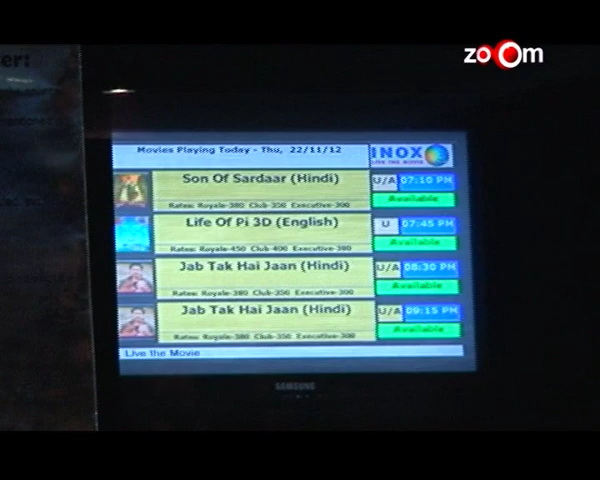 er:
zoom
Movies Playing Today - Thu, 22/11/12
INOX
LIVE THE MOVIE
Son Of Sardaar (Hindi)
U/A 07:10 PM
Rates: Royale-380 Club-350 Executive-300
Available
Life Of Pi 3D (English)
U 07:45 PM
Rates: Royale-450 Club-400 Executive-380
Available
Jab Tak Hai Jaan (Hindi)
U/A 08:30 PM
Rates: Royale-380 Club-350 Executive-300
Available
Jab Tak Hai Jaan (Hindi)
U/A 09:15 PM
Rates: Royale-380 Club-350 Executive-300
Available
Live the Movie
SAMSUNG